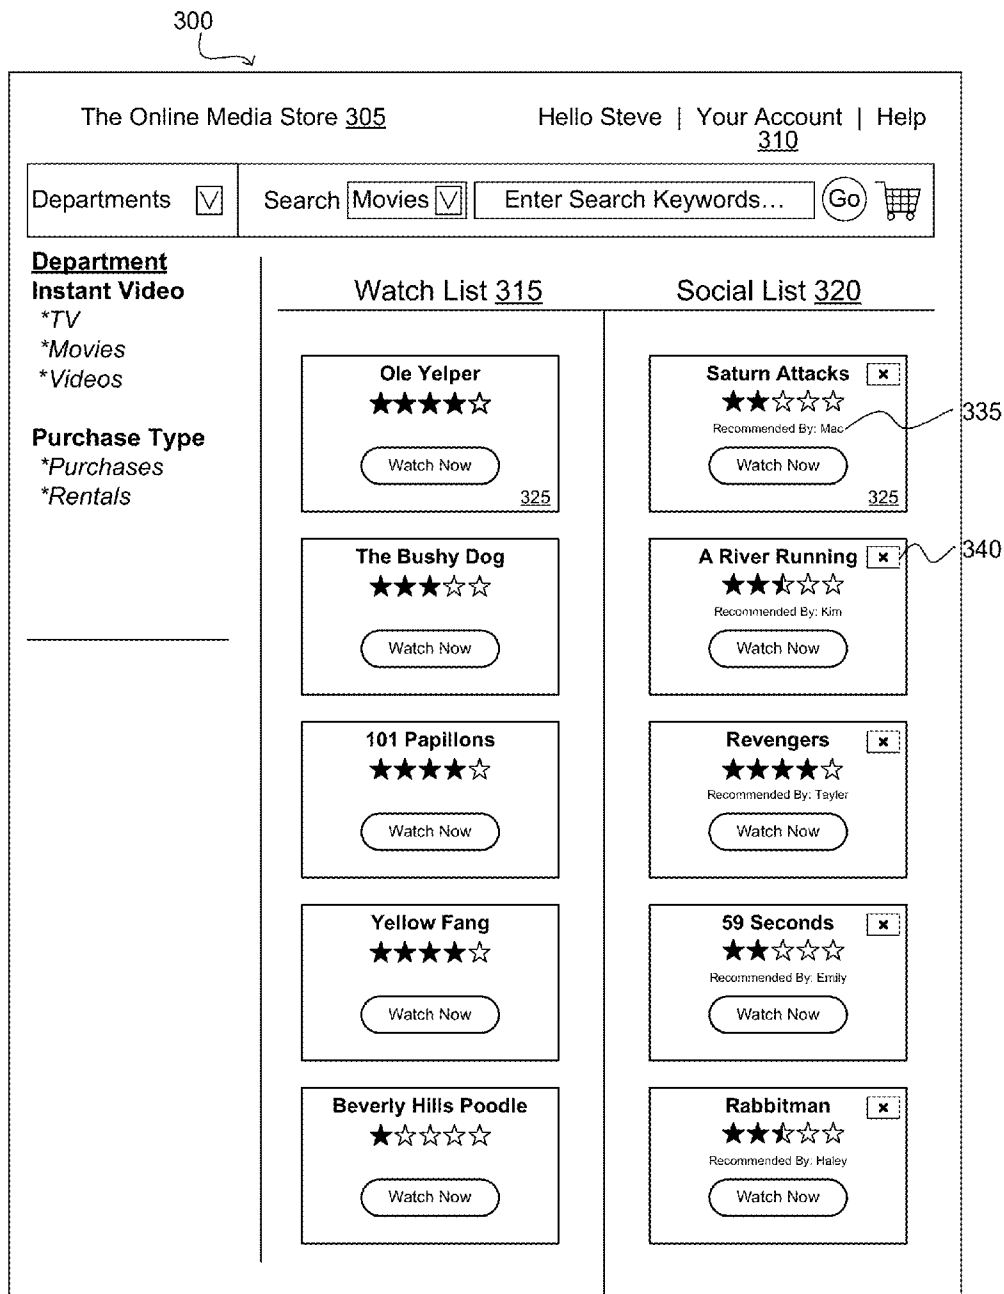 300
The Online Media Store 305
Hello Steve | Your Account | Help
310
Departments V
Search Movies V Enter Search Keywords... Go
Department
Instant Video
*TV
*Movies
*Videos
Purchase Type
*Purchases
*Rentals
Watch List 315
Ole Yelper
Watch Now
325
The Bushy Dog
Watch Now
101 Papillons
Watch Now
Yellow Fang
Watch Now
Beverly Hills Poodle
Watch Now
Social List 320
Saturn Attacks x
Recommended By: Mac
335
Watch Now
325
A River Running x
340
Recommended By: Kim
Watch Now
Revengers x
Recommended By: Tayler
Watch Now
59 Seconds x
Recommended By: Emily
Watch Now
Rabbitman x
Recommended By: Haley
Watch Now